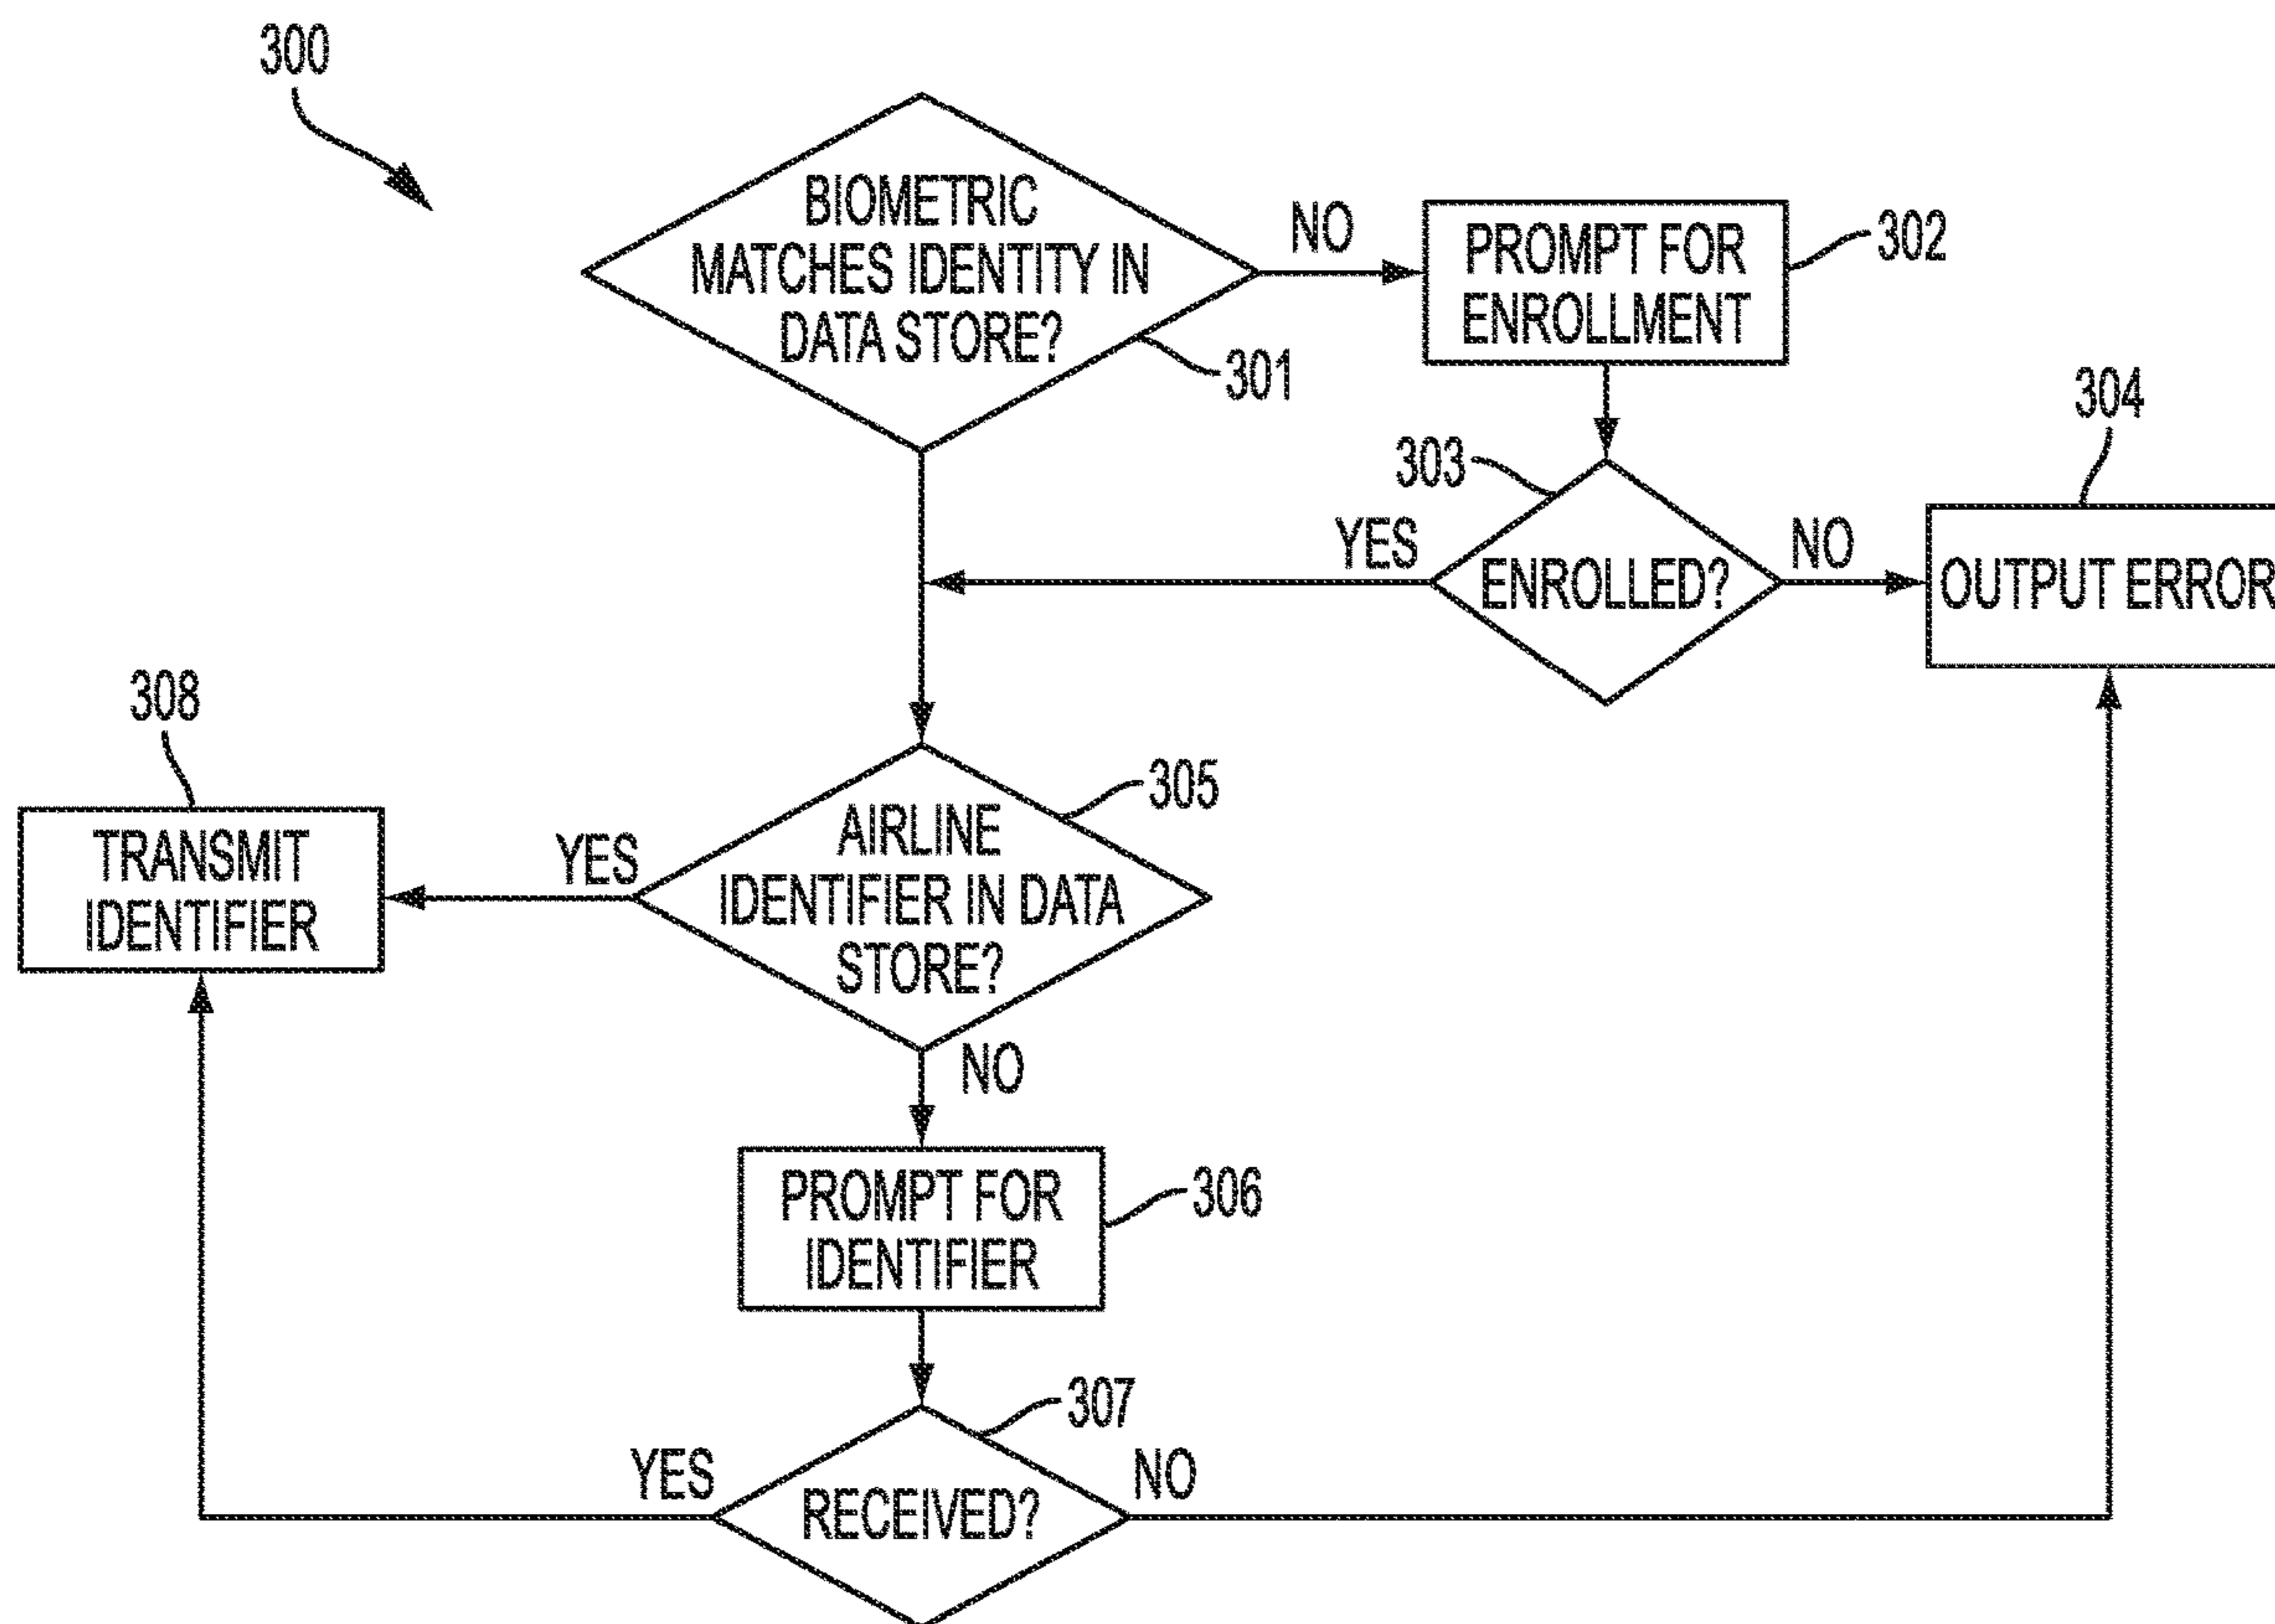 300
BIOMETRIC
MATCHES IDENTITY IN
DATA STORE?
301
NO
PROMPT FOR
ENROLLMENT
302
303
YES
ENROLLED?
NO
304
OUTPUT ERROR
308
TRANSMIT
IDENTIFIER
YES
305
AIRLINE
IDENTIFIER IN DATA
STORE?
NO
PROMPT FOR
IDENTIFIER
306
307
YES
RECEIVED?
NO